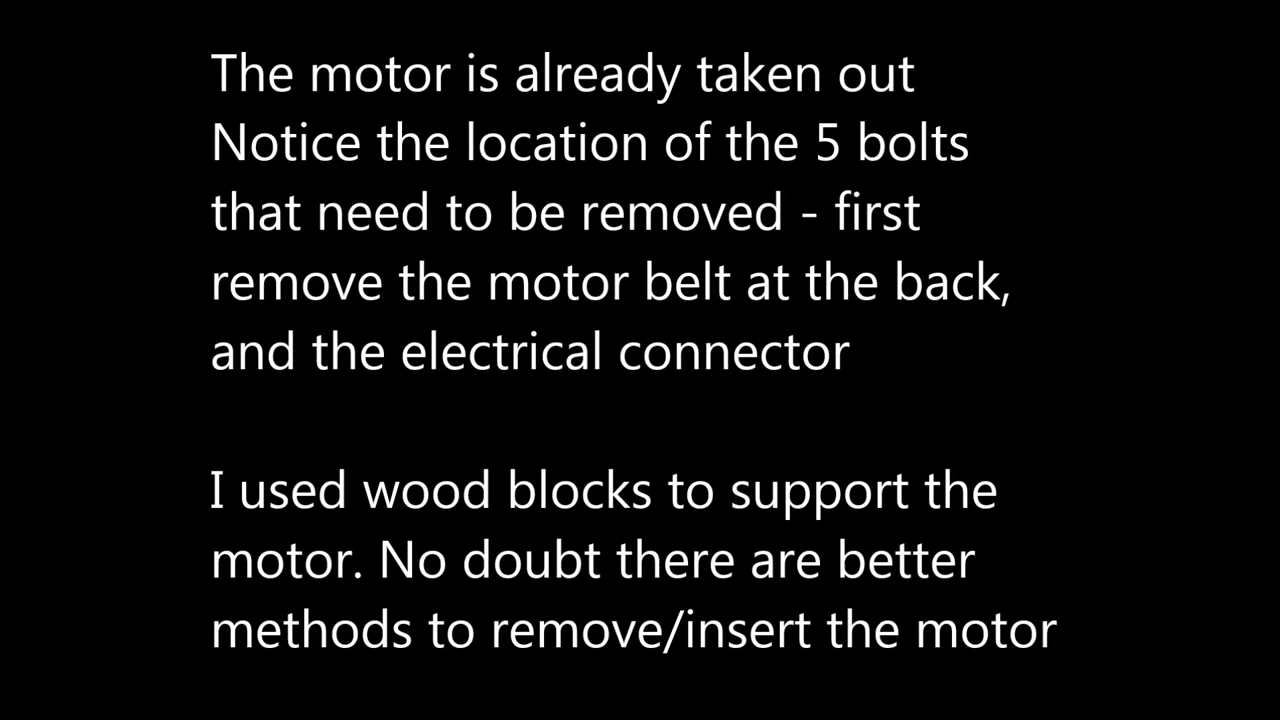 The motor is already taken out
Notice the location of the 5 bolts
that need to be removed - first
remove the motor belt at the back,
and the electrical connector
I used wood blocks to support the
motor. No doubt there are better
methods to remove/insert the motor